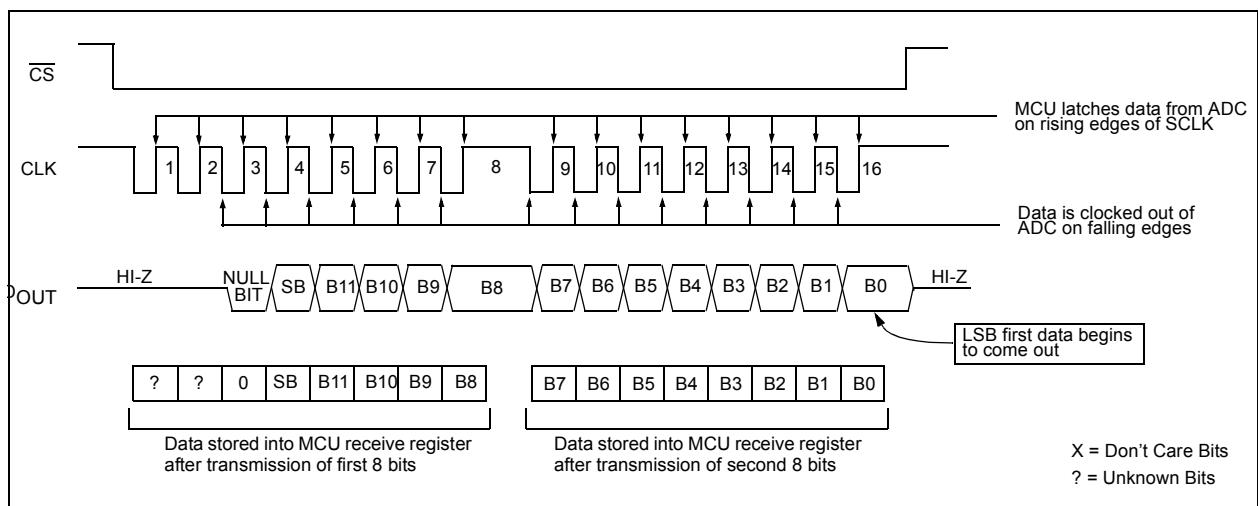 CS
MCU latches data from ADC
on rising edges of SCLK
CLK
1 2 3 4 5 6 7 8 9 10 11 12 13 14 15 16
Data is clocked out of
ADC on falling edges
HI-Z
NULL
BIT
SB B11 B10 B9 B8 B7 B6 B5 B4 B3 B2 B1 B0
HI-Z
OUT
LSB first data begins
to come out
? ? 0 SB B11 B10 B9 B8
B7 B6 B5 B4 B3 B2 B1 B0
Data stored into MCU receive register
after transmission of first 8 bits
Data stored into MCU receive register
after transmission of second 8 bits
X = Don't Care Bits
? = Unknown Bits